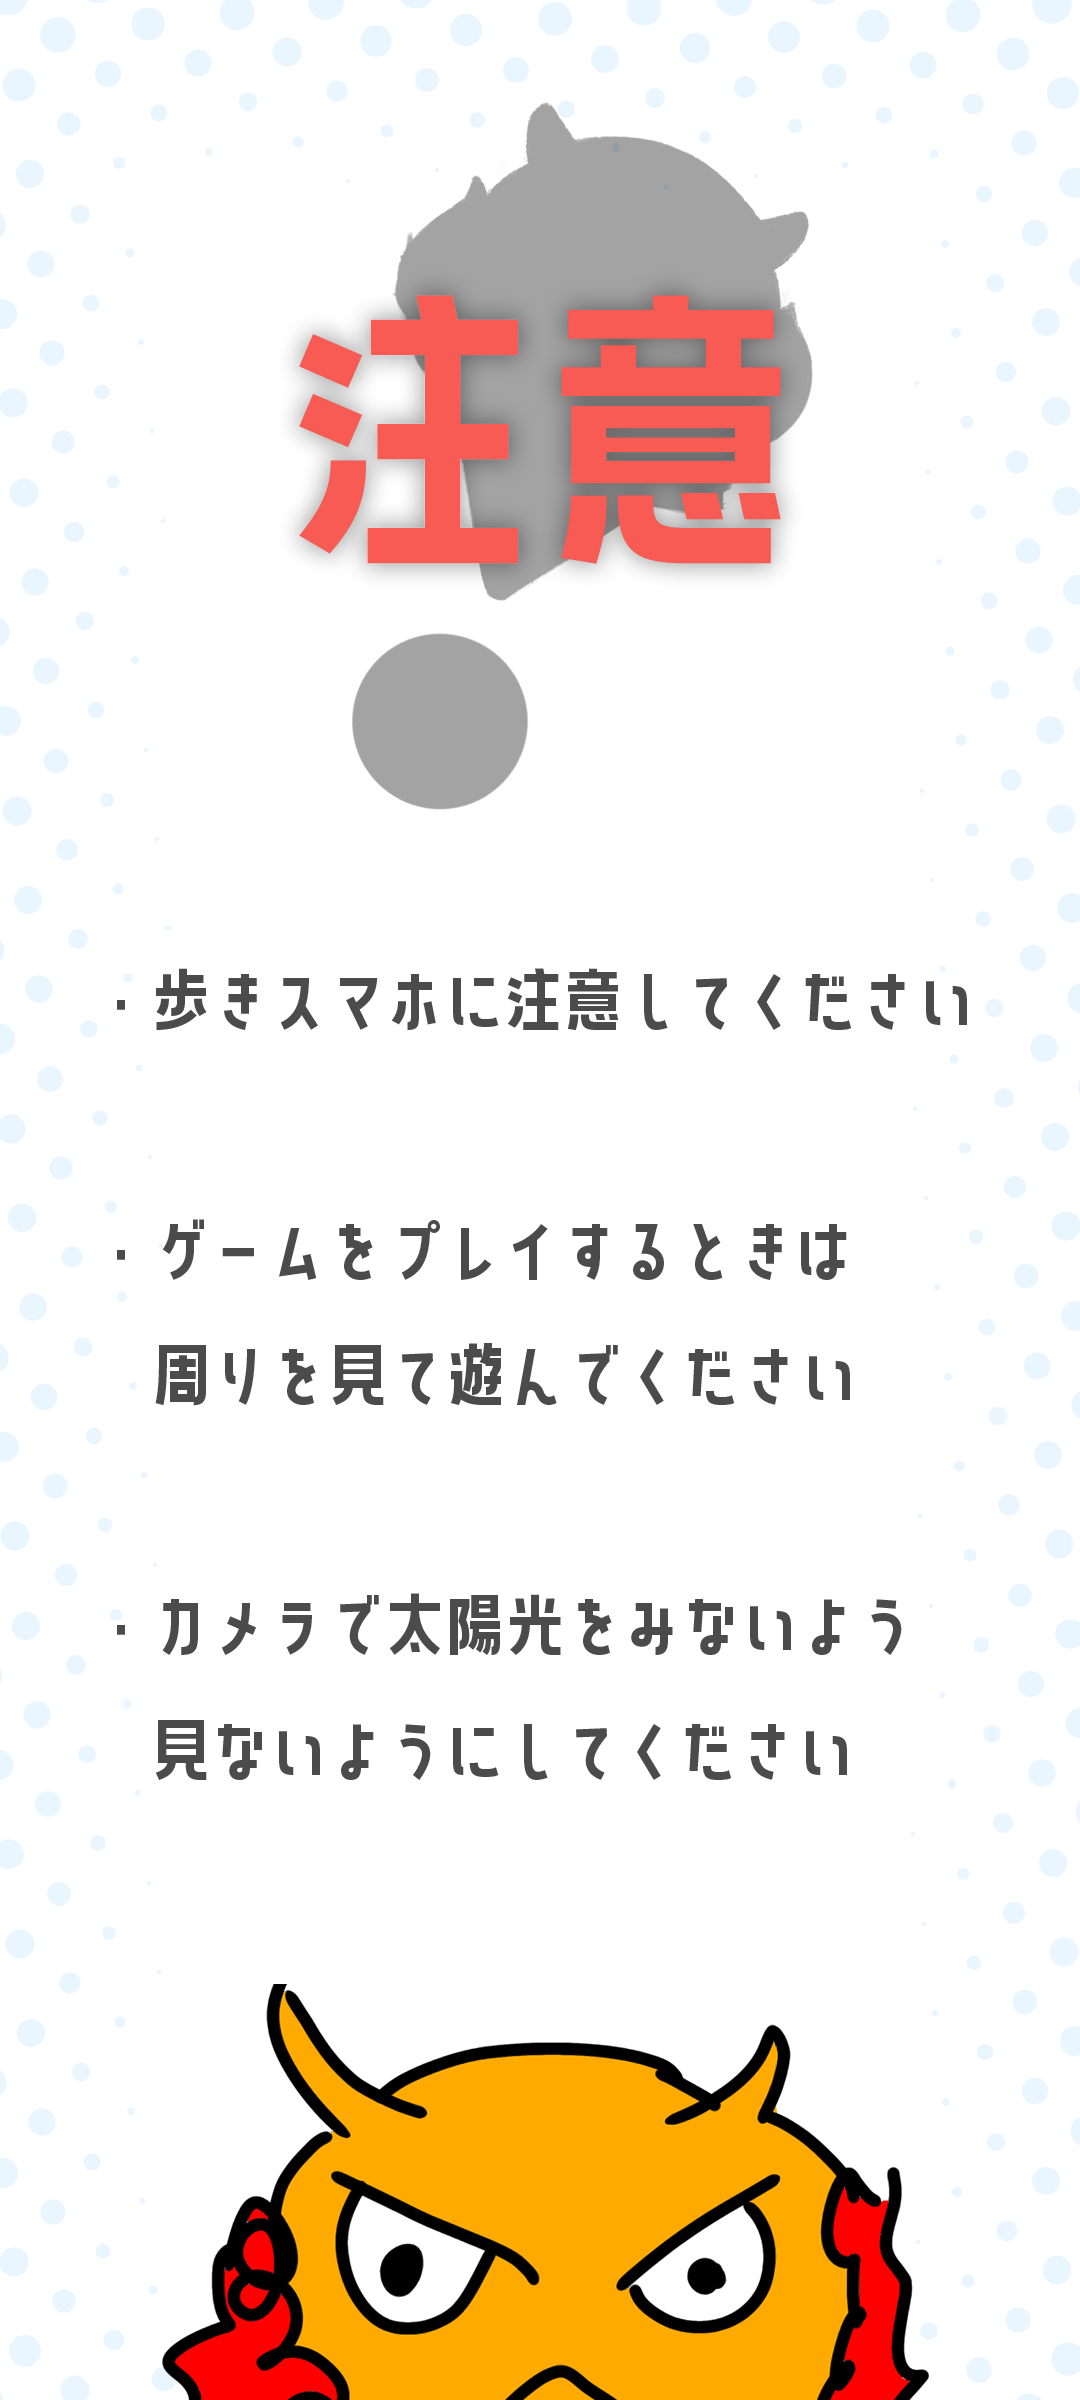 注意
・歩きスマホに注意してください
・ゲームをプレイするときは
周りを見て遊んでください
・カメラで太陽光をみないよう
見ないようにしてください